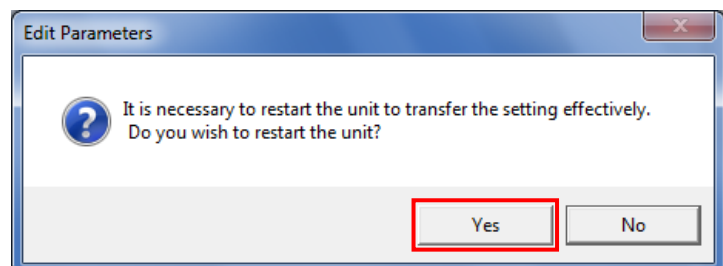 Edit Parameters
It is necessary to restart the unit to transfer the setting effectively.
Do you wish to restart the unit?
Yes
No